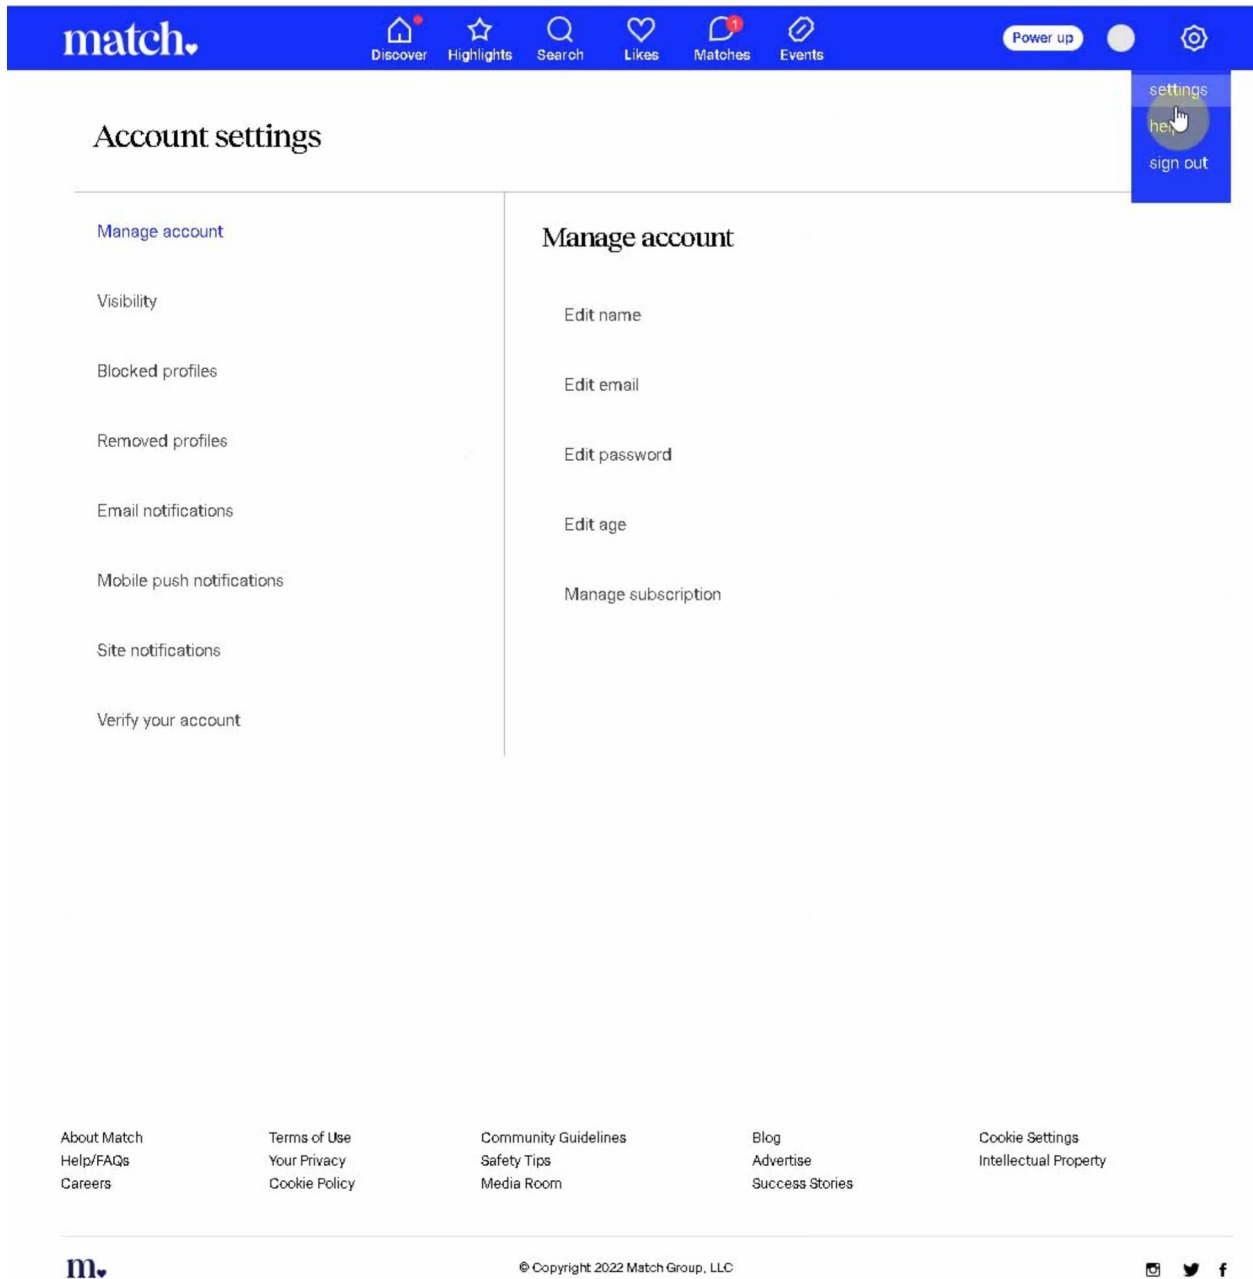 match
Discover
Highlights
Search
Likes
1
Matches
Events
Power up
settings
help
sign out
Account settings
Manage account
Visibility
Blocked profiles
Removed profiles
Email notifications
Mobile push notifications
Site notifications
Verify your account
Manage account
Edit name
Edit email
Edit password
Edit age
Manage subscription
About Match
Help/FAQs
Careers
Terms of Use
Your Privacy
Cookie Policy
Community Guidelines
Safety Tips
Media Room
Blog
Advertise
Success Stories
Cookie Settings
Intellectual Property
m
© Copyright 2022 Match Group, LLC